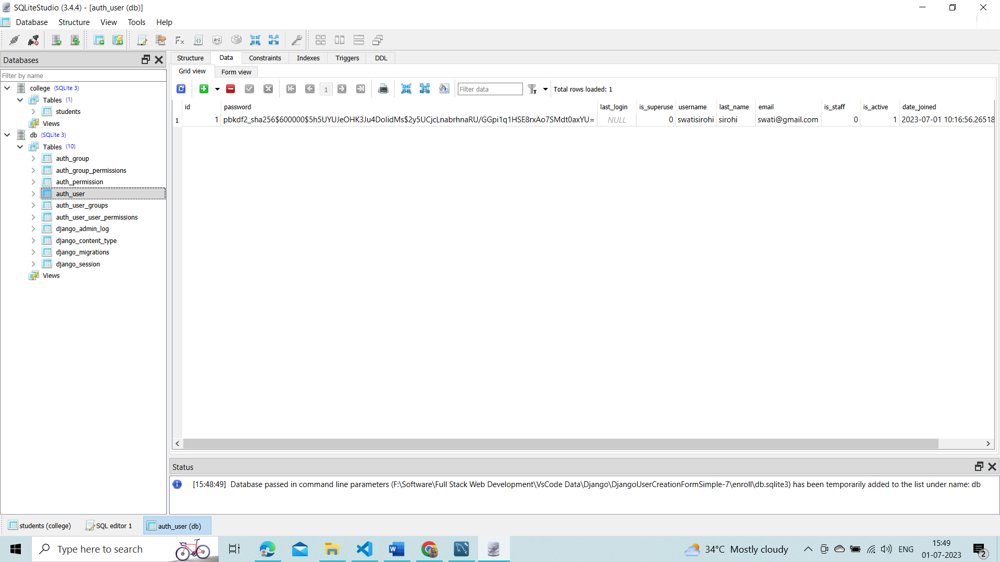 SQLiteStudio (3.4.4) - [auth_user (db)]
Database Structure View Tools Help
Databases
Filter by name
college (SQLite 3)
Tables (1)
students
Views
db (SQLite 3)
Tables (10)
auth_group
auth_group_permissions
auth_permission
auth_user
auth_user_groups
auth_user_user_permissions
django_admin_log
django_content_type
django_migrations
django_session
Views
Structure Data Constraints Indexes Triggers DDL
Grid view Form view
1 Filter data Total rows loaded: 1
id password last_login is_superuse username last_name email is_staff is_active date_joined
1 1 pbkdf2_sha256$600000$5h5UYUJeOHK3Ju4DoIidMs$2y5UCjcLnabrhnaRU/GGpi1q1HSE8rxAo7SMdt0axYU= NULL 0 swatisirohi sirohi swati@gmail.com 0 1 2023-07-01 10:16:56.26518
Status
[15:48:49] Database passed in command line parameters (F:\Software\Full Stack Web Development\VsCode Data\Django\DjangoUserCreationFormSimple-7\enroll\db.sqlite3) has been temporarily added to the list under name: db
students (college) SQL editor 1 auth_user (db)
Type here to search
34°C Mostly cloudy
ENG
15:49
01-07-2023
2